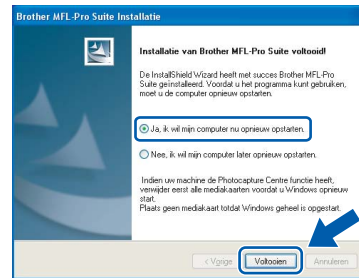 Brother MFL-Pro Suite Installatie
Installatie van Brother MFL-Pro Suite voltooid!
De InstallShield Wizard heeft met succes Brother MFL-Pro
Suite geïnstalleerd. Voordat u het programma kunt gebruiken,
moet u de computer opnieuw opstarten.
Ja, ik wil mijn computer nu opnieuw opstarten.
Nee, ik wil mijn computer later opnieuw opstarten.
Indien uw machine de Photocapture Centre functie heeft,
verwijder eerst alle mediakaarten voordat u Windows opnieuw
start.
Plaats geen mediakaart totdat Windows geheel is opgestart.
< Vorige
Voltooien
Annuleren